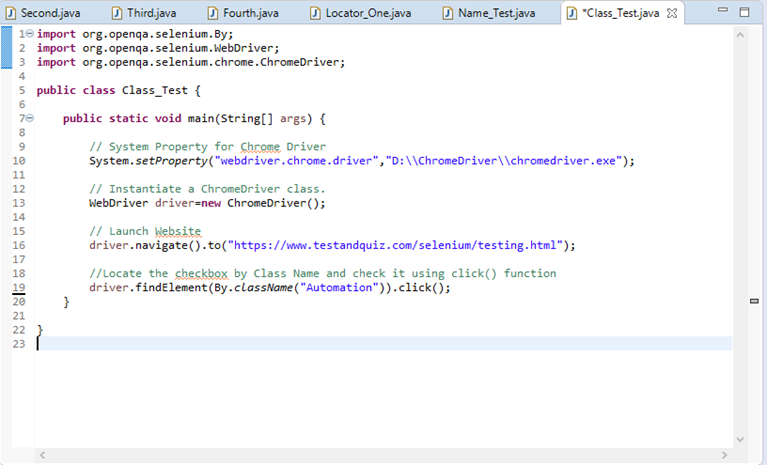 Second.java Third.java Fourth.java Locator_One.java Name_Test.java *Class_Test.java
1 import org.openqa.selenium.By;
2 import org.openqa.selenium.WebDriver;
3 import org.openqa.selenium.chrome.ChromeDriver;
4
5 public class Class_Test {
6
7     public static void main(String[] args) {
8
9         // System Property for Chrome Driver
10         System.setProperty("webdriver.chrome.driver","D:\\ChromeDriver\\chromedriver.exe");
11
12         // Instantiate a ChromeDriver class.
13         WebDriver driver=new ChromeDriver();
14
15         // Launch Website
16         driver.navigate().to("https://www.testandquiz.com/selenium/testing.html");
17
18         //Locate the checkbox by Class Name and check it using click() function
19         driver.findElement(By.className("Automation")).click();
20     }
21
22 }
23